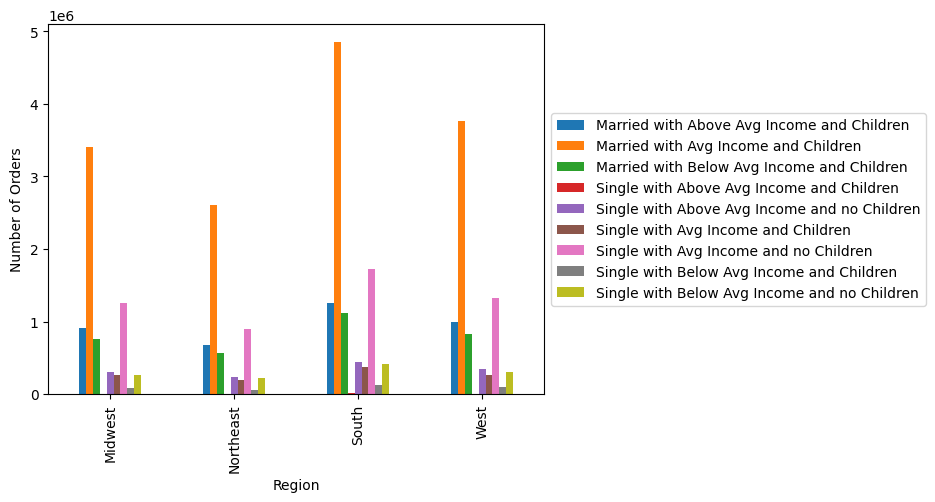 1e6
5
4
3
2
1
0
Number of Orders
Midwest
Northeast
South
West
Region
Married with Above Avg Income and Children
Married with Avg Income and Children
Married with Below Avg Income and Children
Single with Above Avg Income and Children
Single with Above Avg Income and no Children
Single with Avg Income and Children
Single with Avg Income and no Children
Single with Below Avg Income and Children
Single with Below Avg Income and no Children